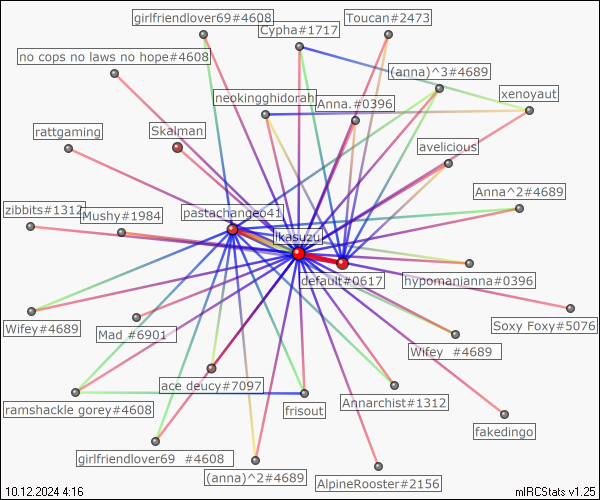 girlfriendlover69#4608
Toucan#2473
Cypha#1717
no cops no laws no hope#4608
(anna)^3#4689
xenoyaut
neokingghidorah
Anna.#0396
rattgaming
Skalman
avelicious
Anna^2#4689
zibbits#1312
Mushy#1984
pastachangeo41
ikasuzu
default#0617
hypomanianna#0396
Soxy Foxy#5076
Wifey#4689
Mad #6901
Wifey #4689
ace deucy#7097
ramshackle gorey#4608
frisout
Annarchist#1312
fakedingo
girlfriendlover69 #4608
(anna)^2#4689
AlpineRooster#2156
10.12.2024 4:16
mIRCStats v1.25